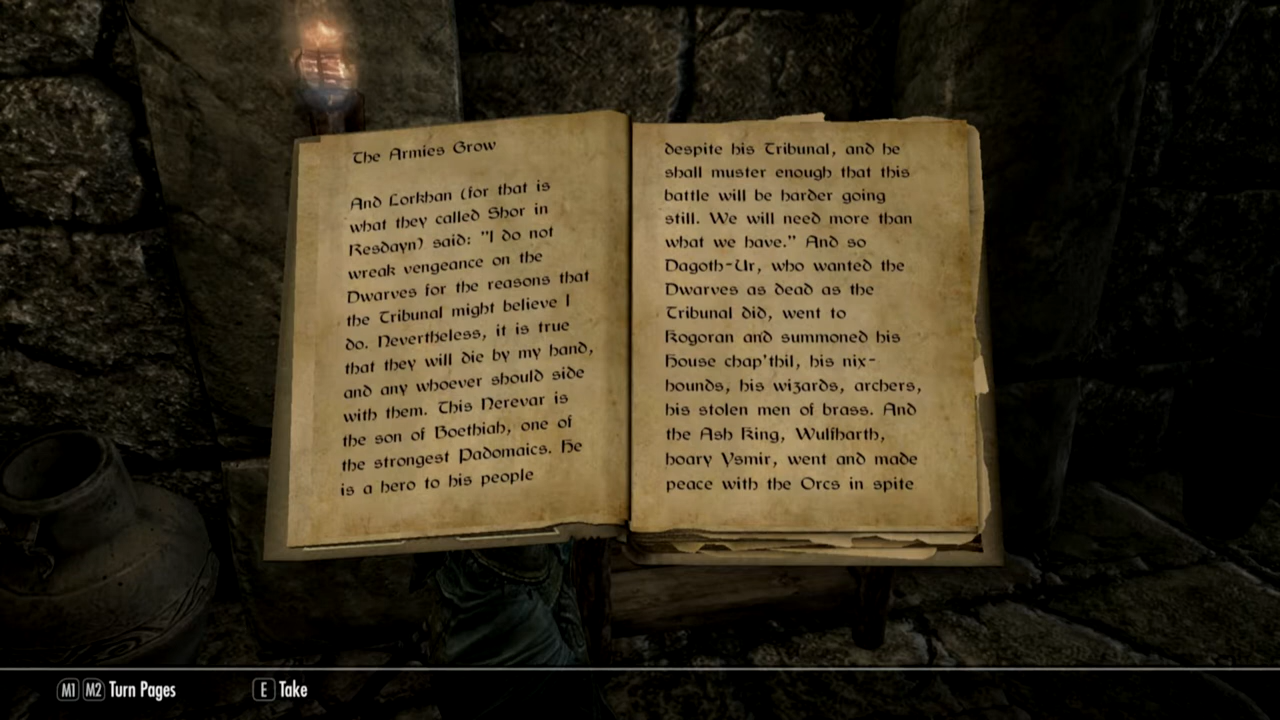 The Armies Grow
And Lorkhan (for that is
what they called Shor in
Resdayn) said: "I do not
wreak vengeance on the
Dwarves for the reasons that
the Tribunal might believe I
do. Nevertheless, it is true
that they will die by my hand,
and any whoever should side
with them. This Nerevar is
the son of Boethiah, one of
the strongest Padomaics. He
is a hero to his people
despite his Tribunal, and he
shall muster enough that this
battle will be harder going
still. We will need more than
what we have." And so
Dagoth-Ur, who wanted the
Dwarves as dead as the
Tribunal did, went to
Kogoran and summoned his
House chap'thil, his nix-
hounds, his wizards, archers,
his stolen men of brass. And
the Ash King, Wulfharth,
hoary Ysmir, went and made
peace with the Orcs in spite
M1 M2 Turn Pages
E Take